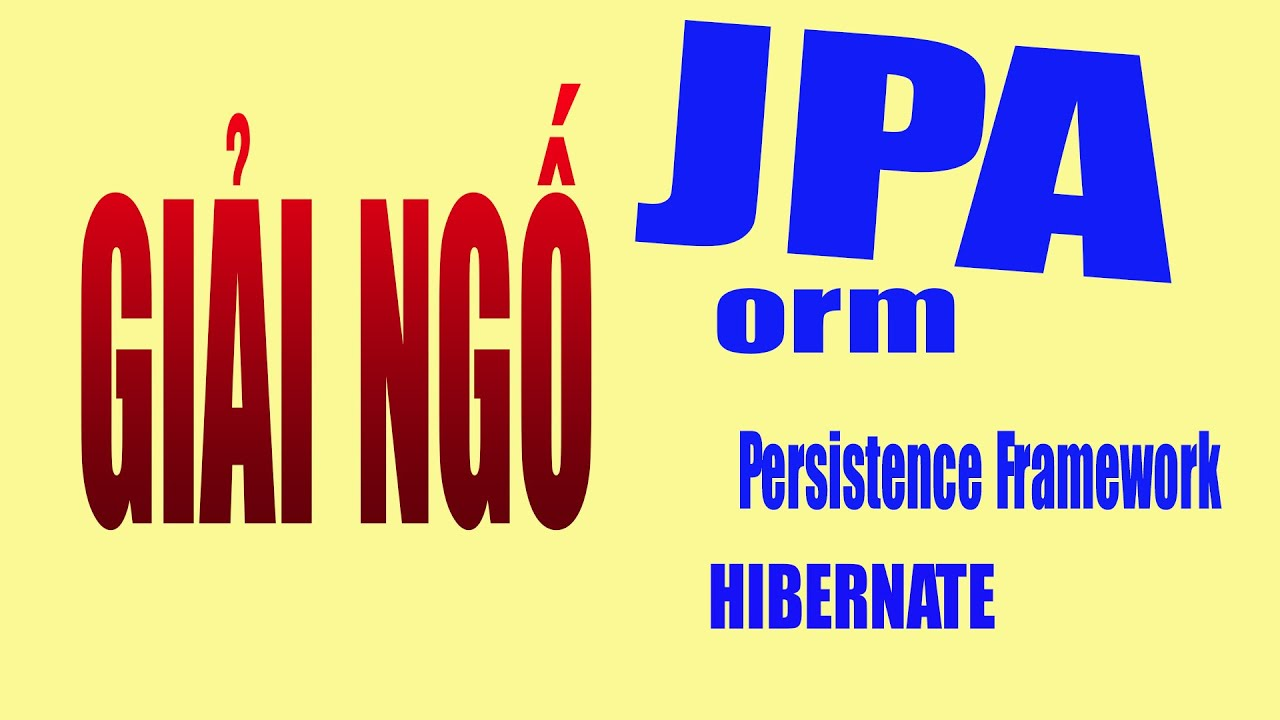 GIẢI NGỐ
JPA
orm
Persistence Framework
HIBERNATE